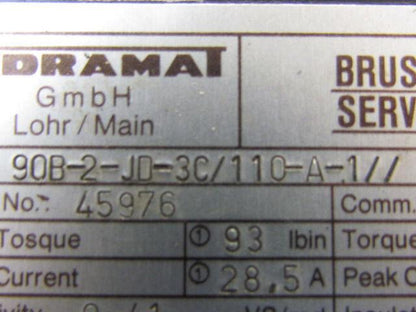 DRAMAT
GmbH
Lohr/Main
BRUS
SERV
90B-2-JD-3C/110-A-1//
No.: 45976
Comm.
Tosque ① 93 lbin
Torque
Current ① 28.5 A
Peak C